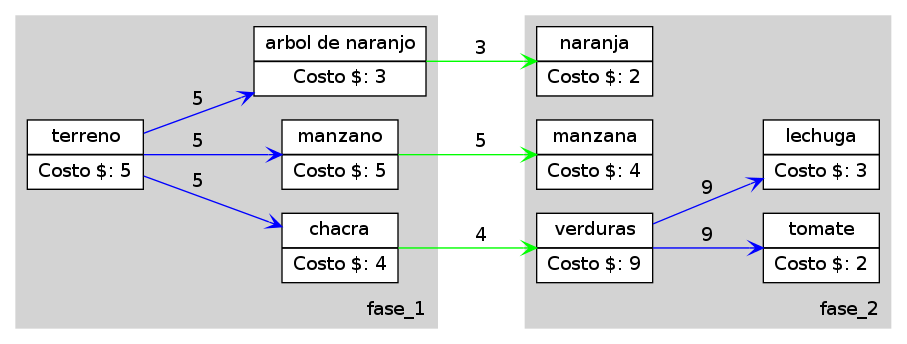 arbol de naranjo
Costo $: 3
3
naranja
Costo $: 2
5
terreno
Costo $: 5
5
manzano
Costo $: 5
5
manzana
Costo $: 4
lechuga
Costo $: 3
5
chacra
Costo $: 4
4
verduras
Costo $: 9
9
9
tomate
Costo $: 2
fase_1
fase_2